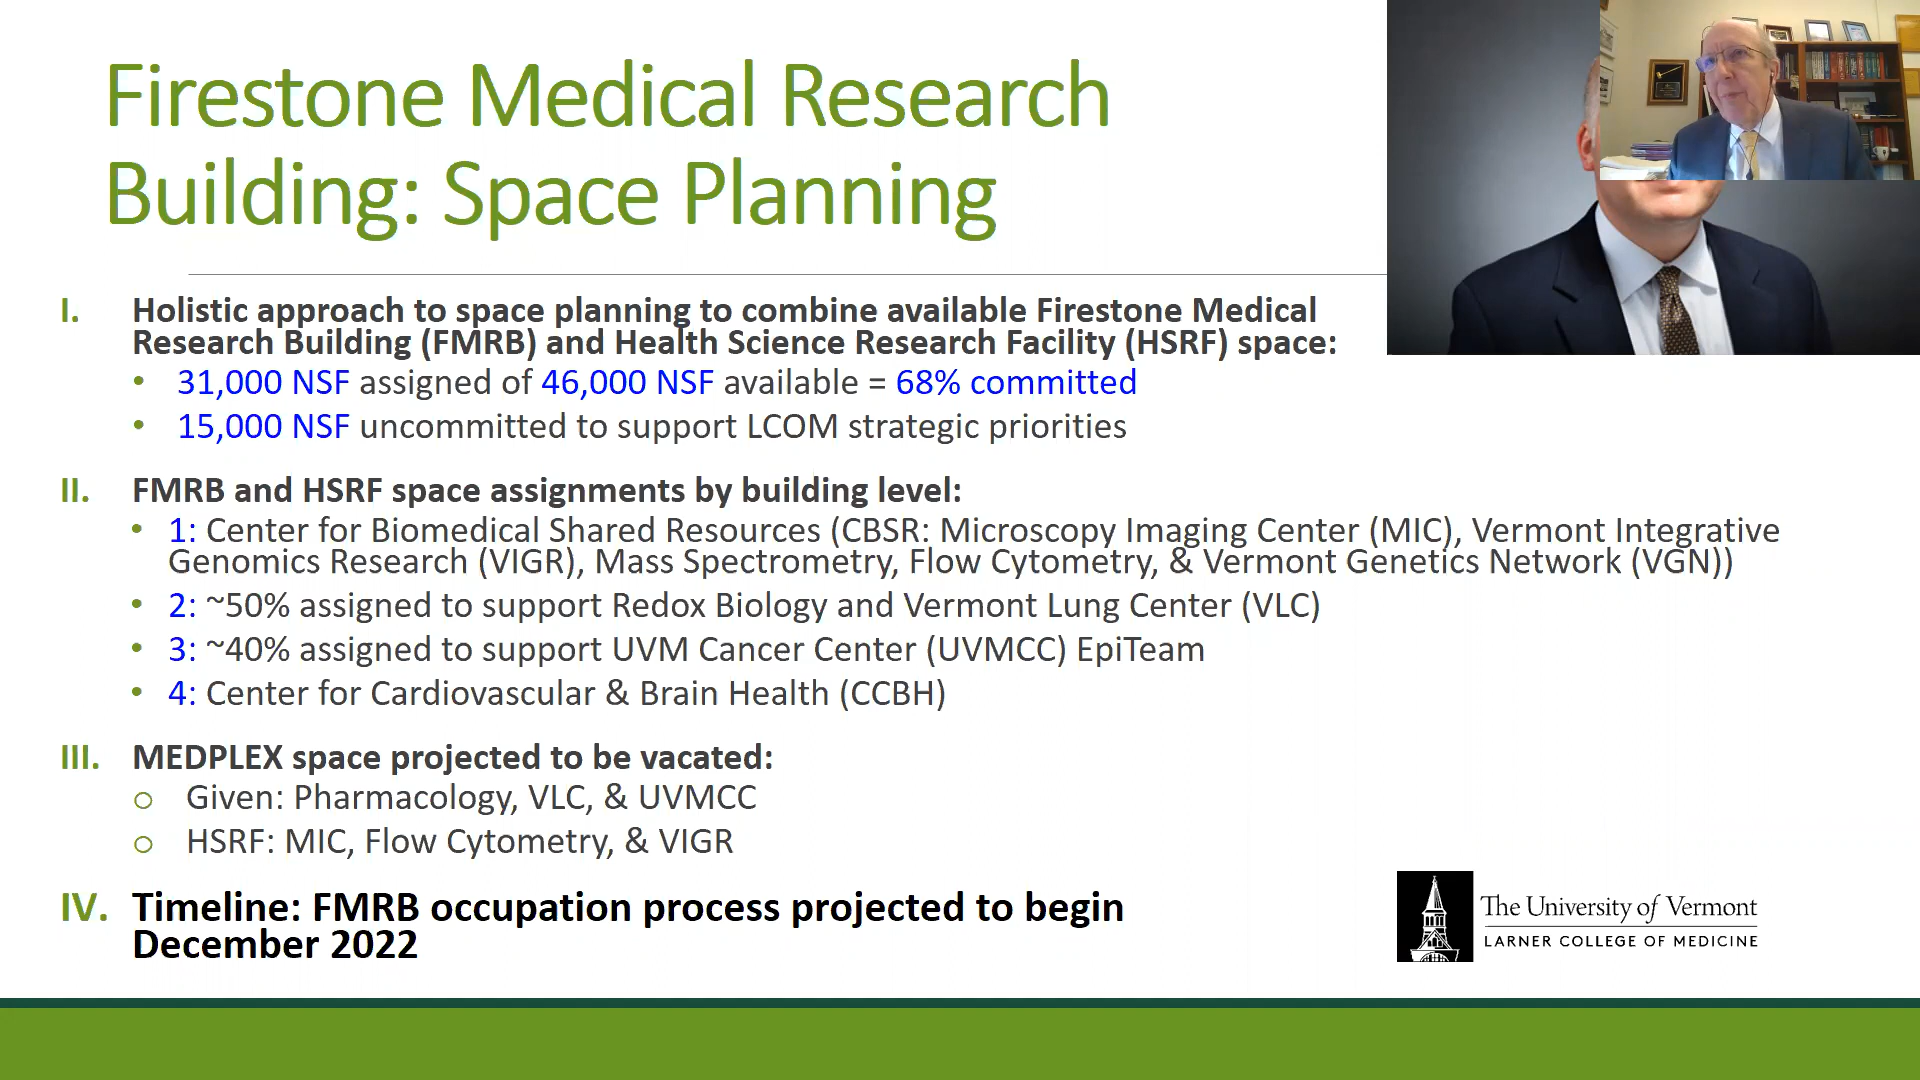 Firestone Medical Research
Building: Space Planning
I. Holistic approach to space planning to combine available Firestone Medical
Research Building (FMRB) and Health Science Research Facility (HSRF) space:
• 31,000 NSF assigned of 46,000 NSF available = 68% committed
• 15,000 NSF uncommitted to support LCOM strategic priorities
II. FMRB and HSRF space assignments by building level:
• 1: Center for Biomedical Shared Resources (CBSR: Microscopy Imaging Center (MIC), Vermont Integrative
Genomics Research (VIGR), Mass Spectrometry, Flow Cytometry, & Vermont Genetics Network (VGN))
• 2: ~50% assigned to support Redox Biology and Vermont Lung Center (VLC)
• 3: ~40% assigned to support UVM Cancer Center (UVMCC) EpiTeam
• 4: Center for Cardiovascular & Brain Health (CCBH)
III. MEDPLEX space projected to be vacated:
o Given: Pharmacology, VLC, & UVMCC
o HSRF: MIC, Flow Cytometry, & VIGR
IV. Timeline: FMRB occupation process projected to begin
December 2022
The University of Vermont
LARNER COLLEGE OF MEDICINE